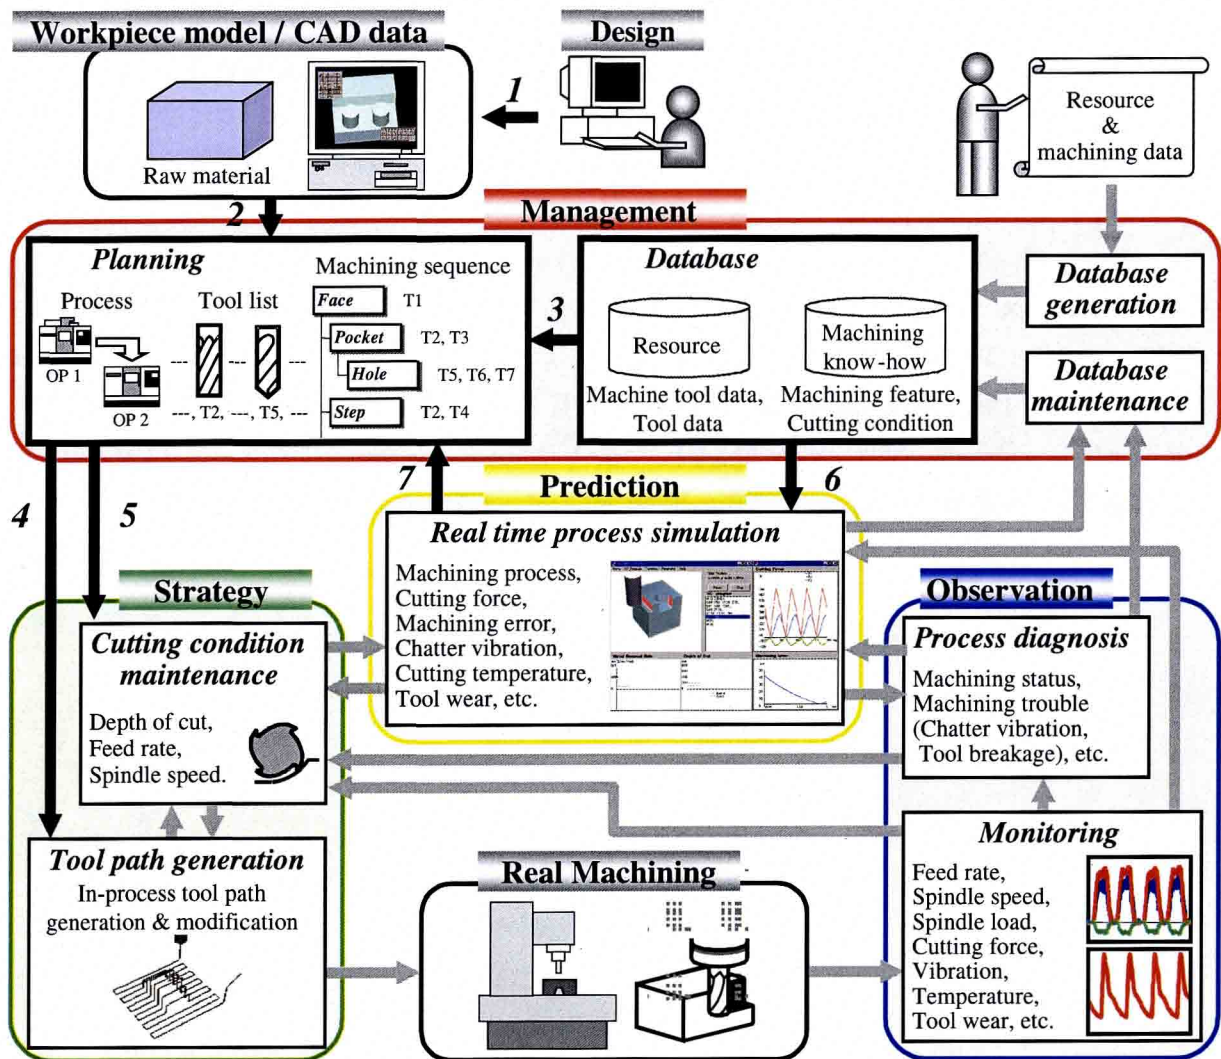 Workpiece model / CAD data
Raw material
1
Design
Resource
&
machining data
2
Management
Planning
Process
OP 1
OP 2
Tool list
---
---
---
---, T2, ---, T5, ---
Machining sequence
Face T1
Pocket T2, T3
Hole T5, T6, T7
Step T2, T4
3
Database
Resource
Machine tool data,
Tool data
Machining
know-how
Machining feature,
Cutting condition
Database
generation
Database
maintenance
4
5
7
6
Prediction
Real time process simulation
Machining process,
Cutting force,
Machining error,
Chatter vibration,
Cutting temperature,
Tool wear, etc.
Strategy
Cutting condition
maintenance
Depth of cut,
Feed rate,
Spindle speed.
Tool path generation
In-process tool path
generation & modification
Real Machining
Observation
Process diagnosis
Machining status,
Machining trouble
(Chatter vibration,
Tool breakage), etc.
Monitoring
Feed rate,
Spindle speed,
Spindle load,
Cutting force,
Vibration,
Temperature,
Tool wear, etc.